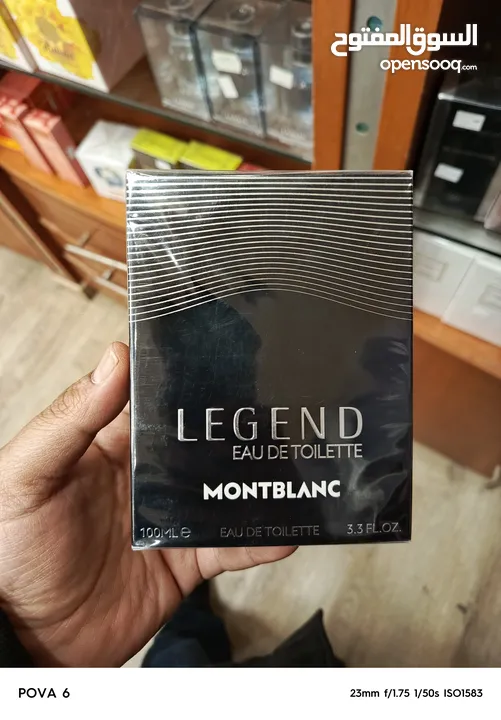 السوق المفتوح
opensooq.com
LEGEND
EAU DE TOILETTE
MONTBLANC
100ML e EAU DE TOILETTE 3.3 FL.OZ.
POVA 6 23mm f/1.75 1/50s ISO1583